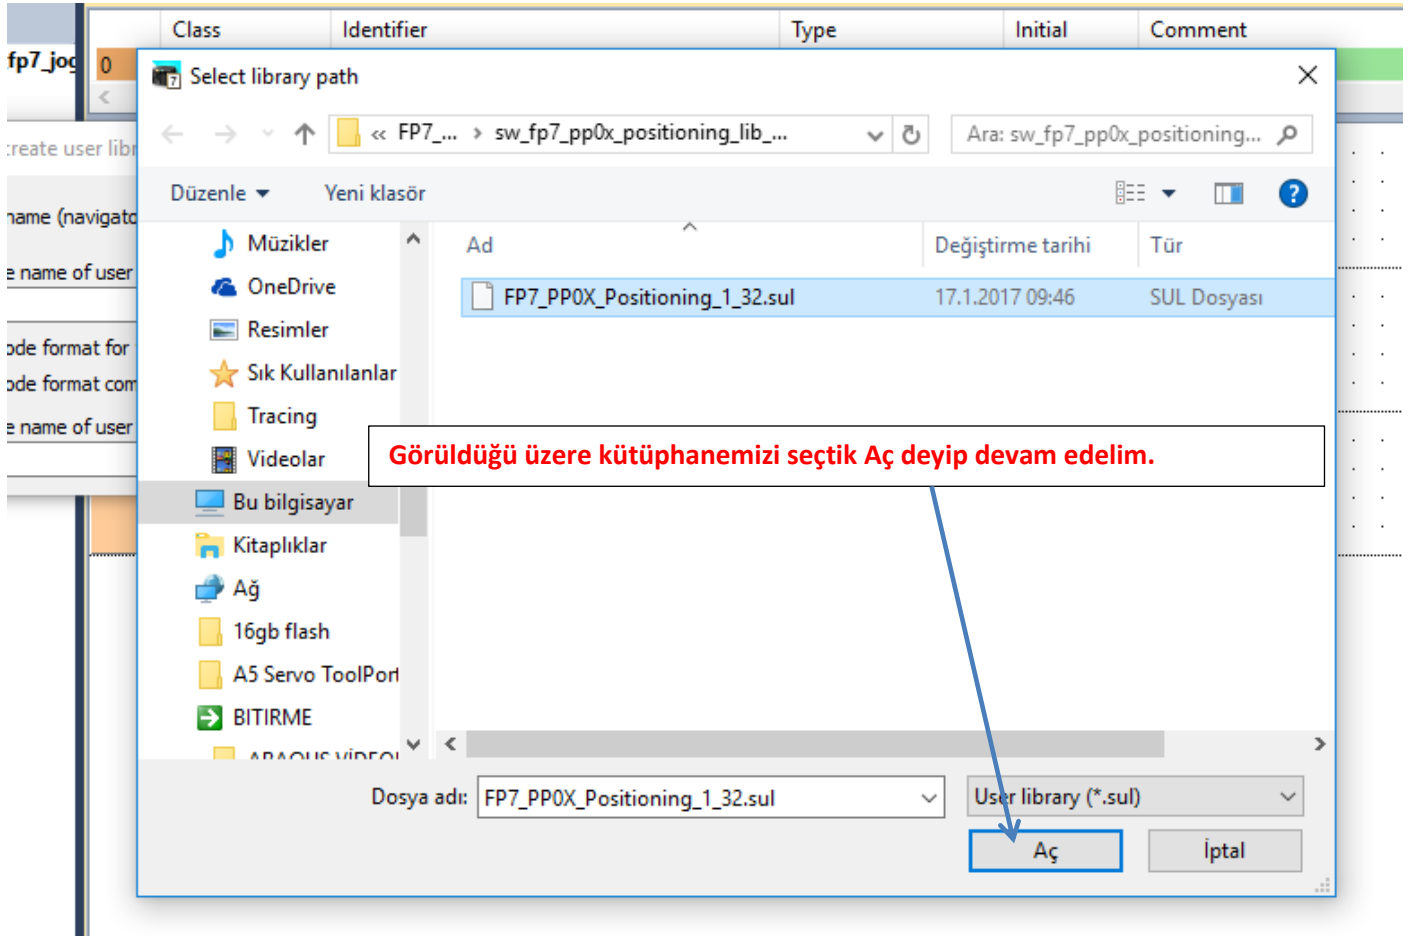 Class Identifier Type Initial Comment
fp7_jog 0
Select library path
« FP7_... › sw_fp7_pp0x_positioning_lib_... Ara: sw_fp7_pp0x_positioning...
create user libr
Düzenle Yeni klasör
name (navigato
Müzikler Ad Değiştirme tarihi Tür
e name of user
OneDrive FP7_PP0X_Positioning_1_32.sul 17.1.2017 09:46 SUL Dosyası
Resimler
ode format for
Sık Kullanılanlar
ode format com
Tracing
e name of user
Videolar
Görüldüğü üzere kütüphanemizi seçtik Aç deyip devam edelim.
Bu bilgisayar
Kitaplıklar
Ağ
16gb flash
A5 Servo ToolPort
BITIRME
ABAQUS VİDEOL
Dosya adı: FP7_PP0X_Positioning_1_32.sul User library (*.sul)
Aç İptal